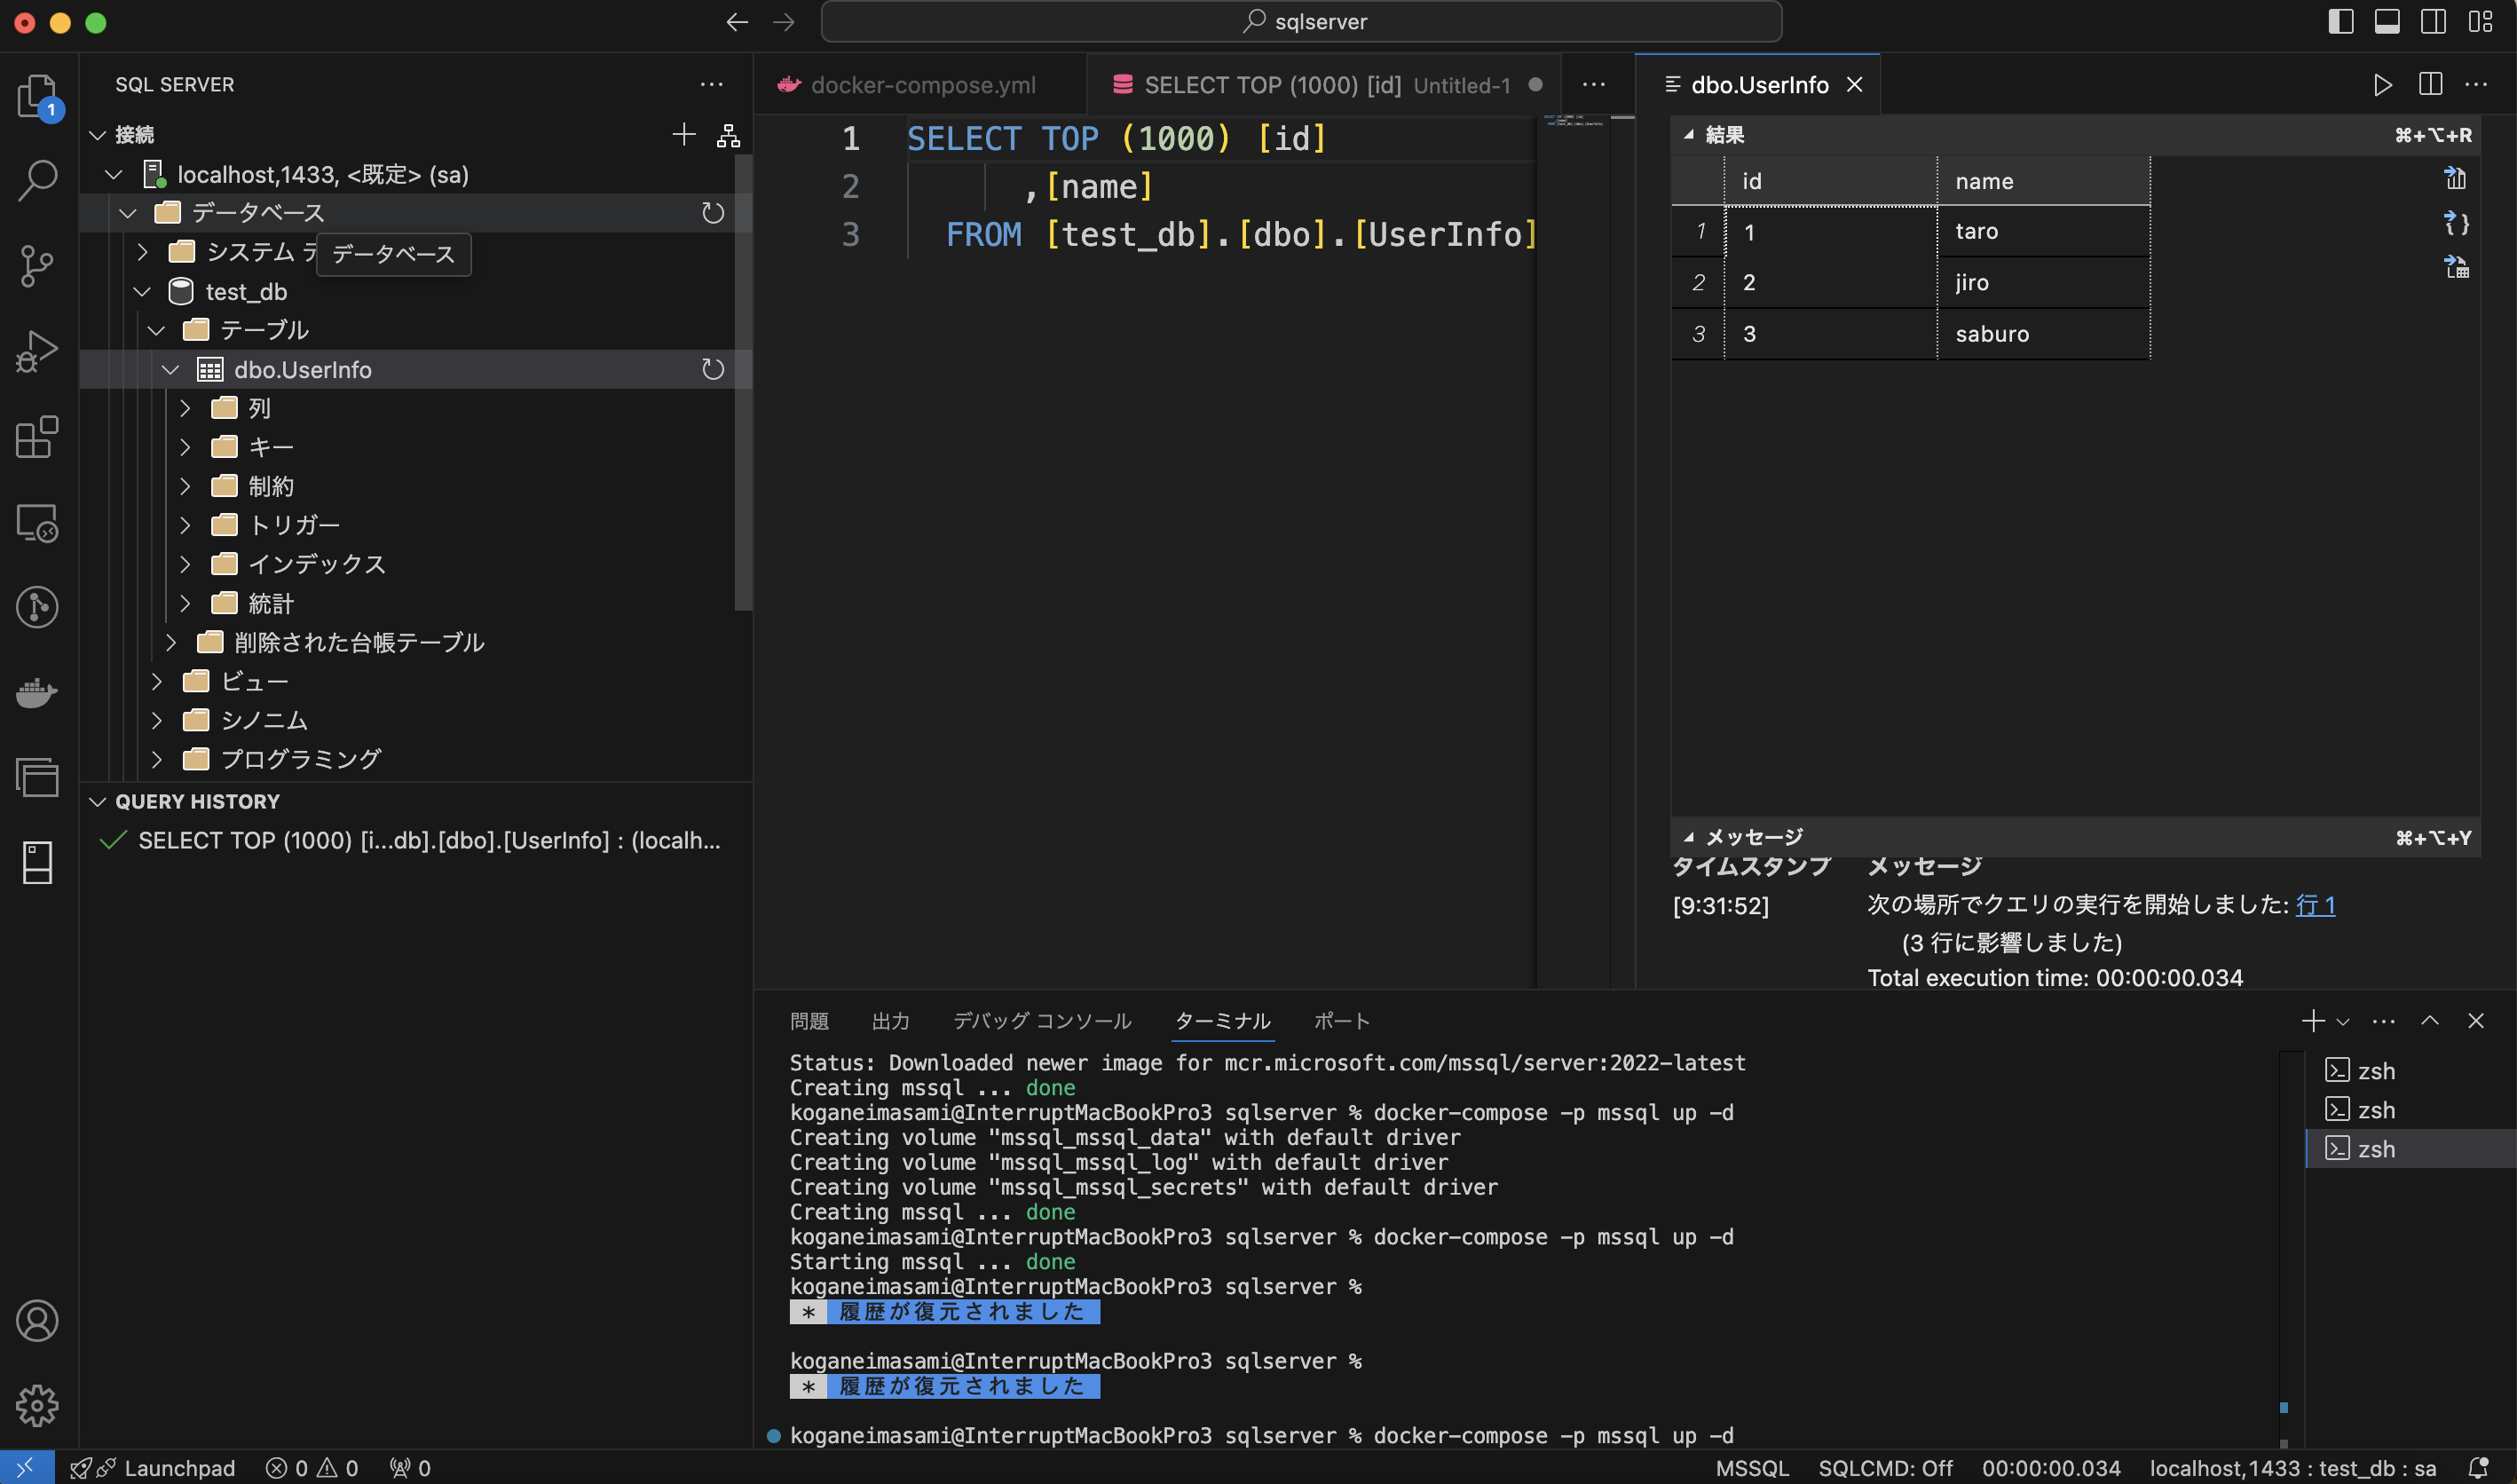 sqlserver
1
SQL SERVER
接続
localhost,1433, <既定> (sa)
データベース
システム デ
データベース
test_db
テーブル
dbo.UserInfo
列
キー
制約
トリガー
インデックス
統計
削除された台帳テーブル
ビュー
シノニム
プログラミング
QUERY HISTORY
SELECT TOP (1000) [i...db].[dbo].[UserInfo] : (localh...
docker-compose.yml
SELECT TOP (1000) [id] Untitled-1
1 SELECT TOP (1000) [id]
2 ,[name]
3 FROM [test_db].[dbo].[UserInfo]
dbo.UserInfo
結果 ⌘+⌥+R
id name
1 1 taro
2 2 jiro
3 3 saburo
メッセージ ⌘+⌥+Y
タイムスタンプ メッセージ
[9:31:52] 次の場所でクエリの実行を開始しました: 行 1
(3 行に影響しました)
Total execution time: 00:00:00.034
問題 出力 デバッグ コンソール ターミナル ポート
Status: Downloaded newer image for mcr.microsoft.com/mssql/server:2022-latest
Creating mssql ... done
koganeimasami@InterruptMacBookPro3 sqlserver % docker-compose -p mssql up -d
Creating volume "mssql_mssql_data" with default driver
Creating volume "mssql_mssql_log" with default driver
Creating volume "mssql_mssql_secrets" with default driver
Creating mssql ... done
koganeimasami@InterruptMacBookPro3 sqlserver % docker-compose -p mssql up -d
Starting mssql ... done
koganeimasami@InterruptMacBookPro3 sqlserver %
* 履歴が復元されました
koganeimasami@InterruptMacBookPro3 sqlserver %
* 履歴が復元されました
koganeimasami@InterruptMacBookPro3 sqlserver % docker-compose -p mssql up -d
zsh
zsh
zsh
Launchpad 0 0 0
MSSQL SQLCMD: Off 00:00:00.034 localhost,1433 : test_db : sa